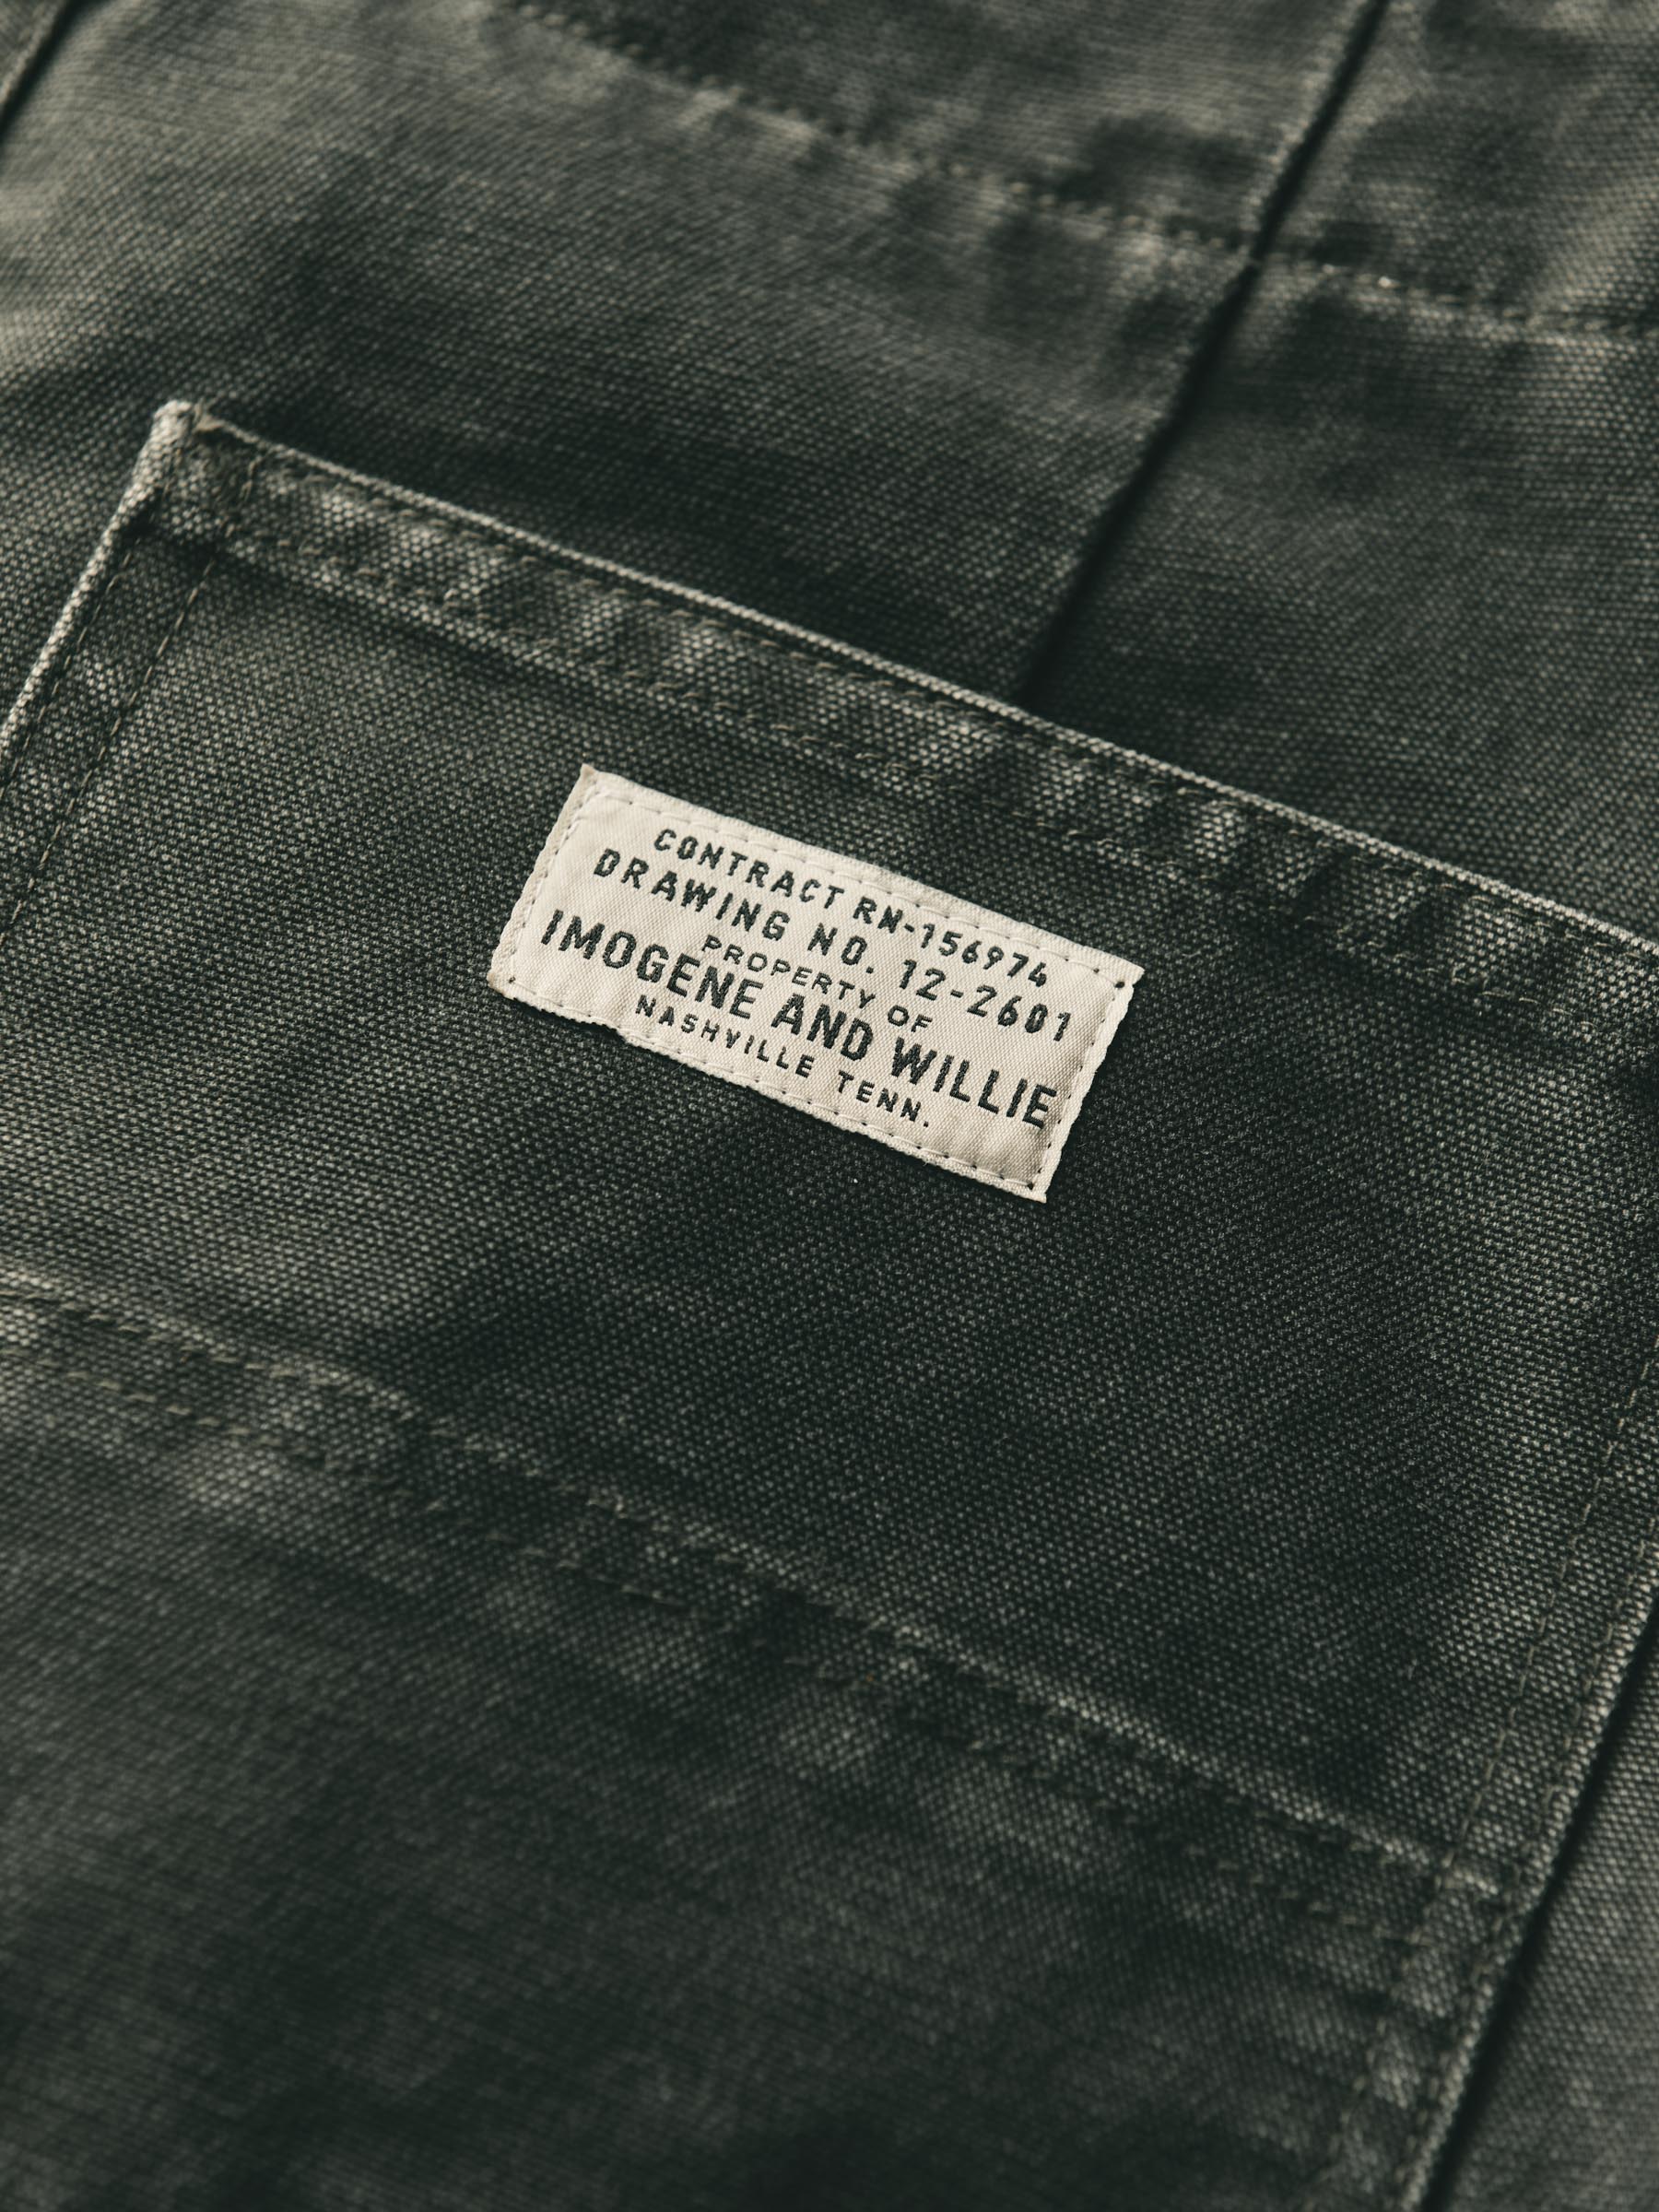 CONTRACT RN-156974
DRAWING NO. 12-2601
PROPERTY OF
IMOGENE AND WILLIE
NASHVILLE TENN.